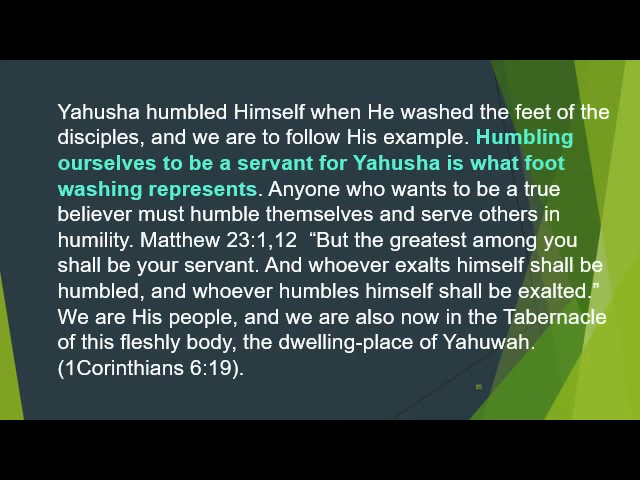 Yahusha humbled Himself when He washed the feet of the
disciples, and we are to follow His example. Humbling
ourselves to be a servant for Yahusha is what foot
washing represents. Anyone who wants to be a true
believer must humble themselves and serve others in
humility. Matthew 23:1,12 “But the greatest among you
shall be your servant. And whoever exalts himself shall be
humbled, and whoever humbles himself shall be exalted.”
We are His people, and we are also now in the Tabernacle
of this fleshly body, the dwelling-place of Yahuwah.
(1Corinthians 6:19).